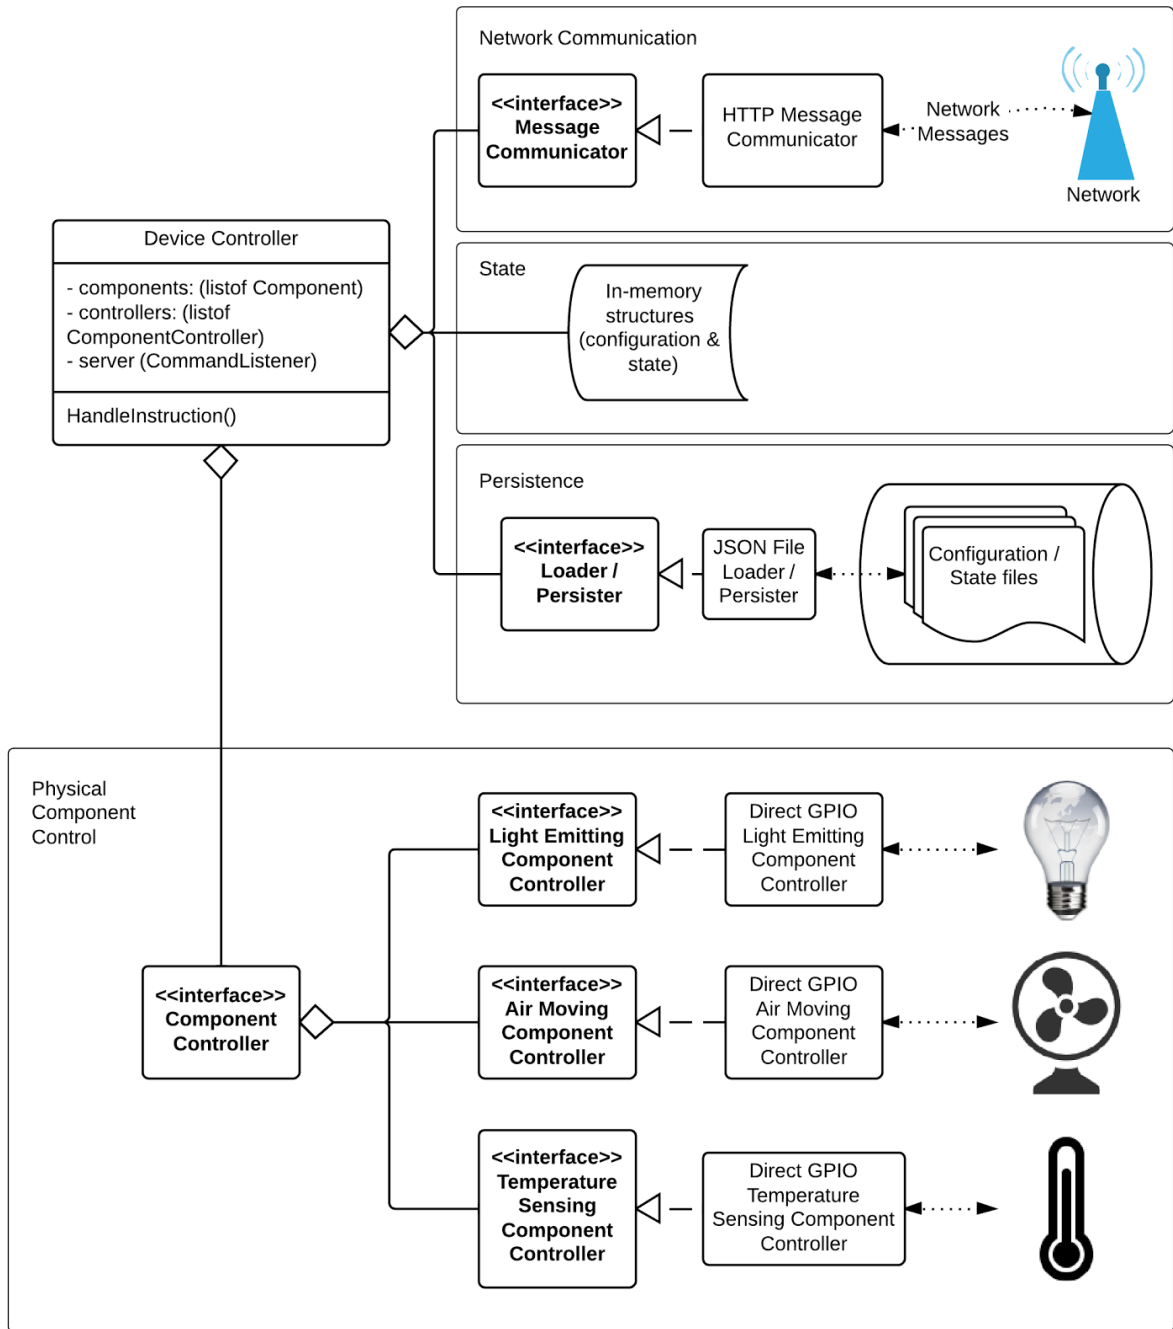 Network Communication
<<interface>>
Message
Communicator
HTTP Message
Communicator
Network
Messages
Network
Device Controller
- components: (listof Component)
- controllers: (listof
ComponentController)
- server (CommandListener)
HandleInstruction()
State
In-memory
structures
(configuration &
state)
Persistence
<<interface>>
Loader /
Persister
JSON File
Loader /
Persister
Configuration /
State files
Physical
Component
Control
<<interface>>
Component
Controller
<<interface>>
Light Emitting
Component
Controller
Direct GPIO
Light Emitting
Component
Controller
<<interface>>
Air Moving
Component
Controller
Direct GPIO
Air Moving
Component
Controller
<<interface>>
Temperature
Sensing
Component
Controller
Direct GPIO
Temperature
Sensing Component
Controller